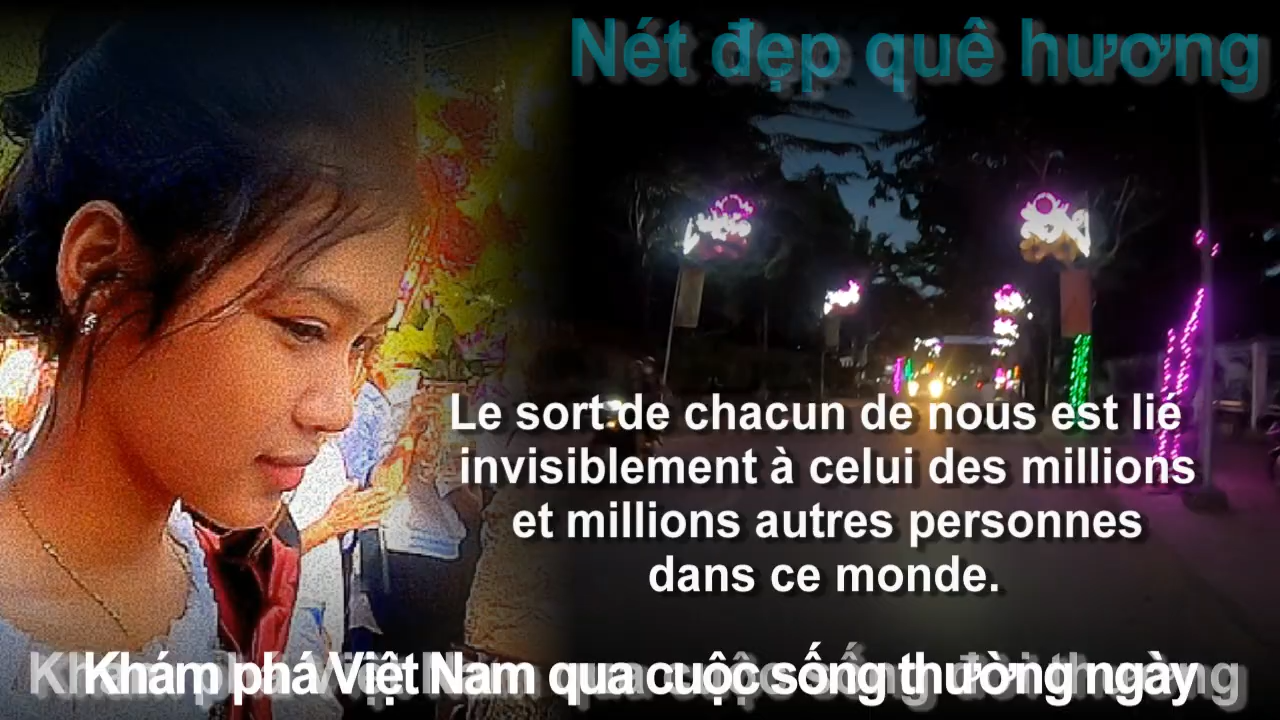 Nét đẹp quê hương
Le sort de chacun de nous est lié
invisiblement à celui des millions
et millions autres personnes
dans ce monde.
Khám phá Việt Nam qua cuộc sống thường ngày